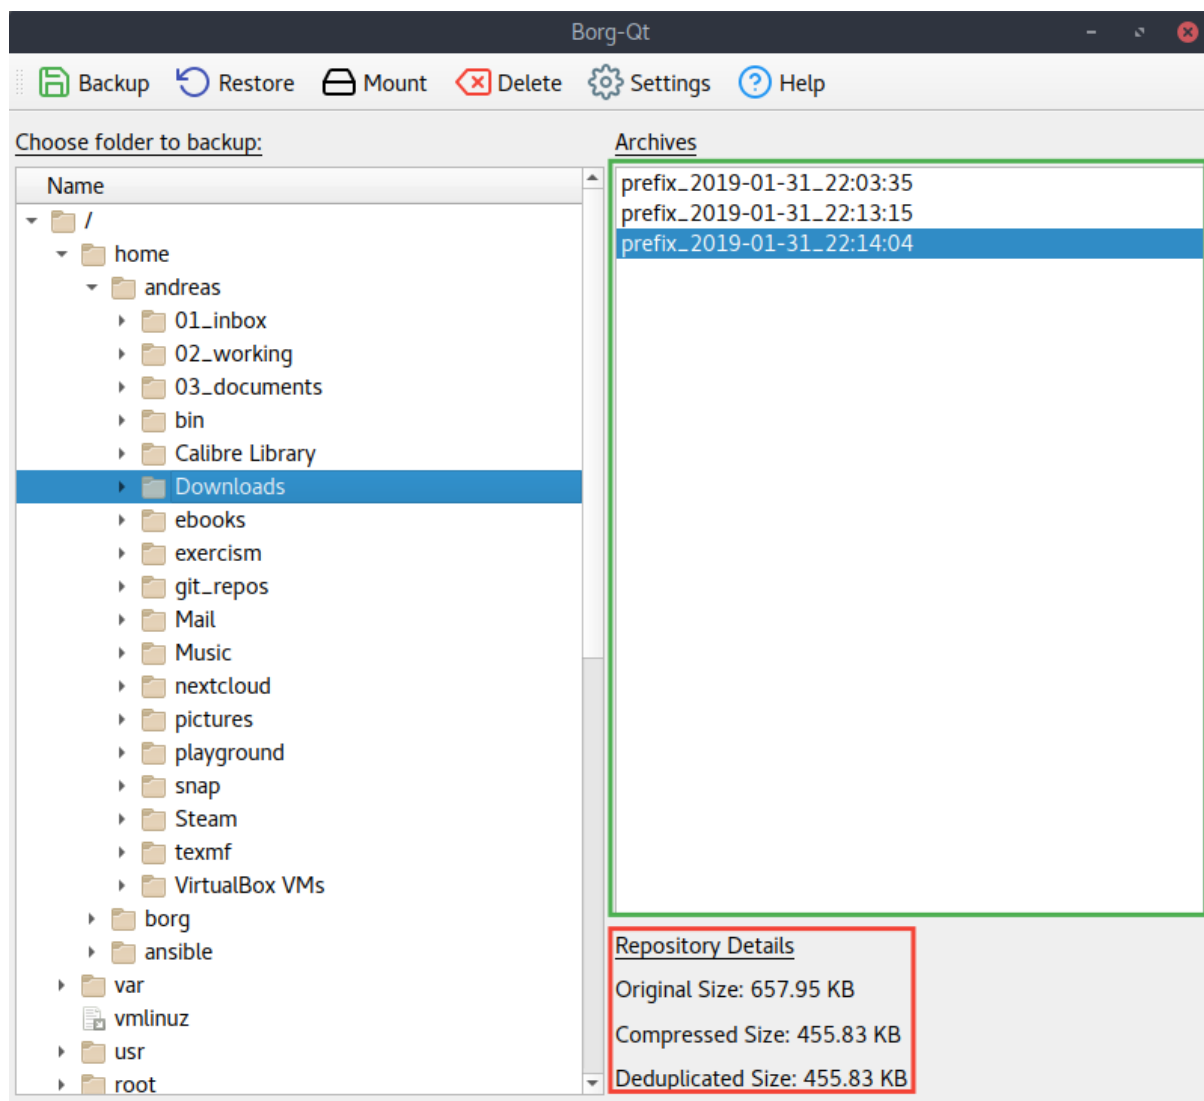 Borg-Qt
Backup Restore Mount Delete Settings Help
Choose folder to backup:
Name
/
home
andreas
01_inbox
02_working
03_documents
bin
Calibre Library
Downloads
ebooks
exercism
git_repos
Mail
Music
nextcloud
pictures
playground
snap
Steam
texmf
VirtualBox VMs
borg
ansible
var
vmlinuz
usr
root
Archives
prefix_2019-01-31_22:03:35
prefix_2019-01-31_22:13:15
prefix_2019-01-31_22:14:04
Repository Details
Original Size: 657.95 KB
Compressed Size: 455.83 KB
Deduplicated Size: 455.83 KB